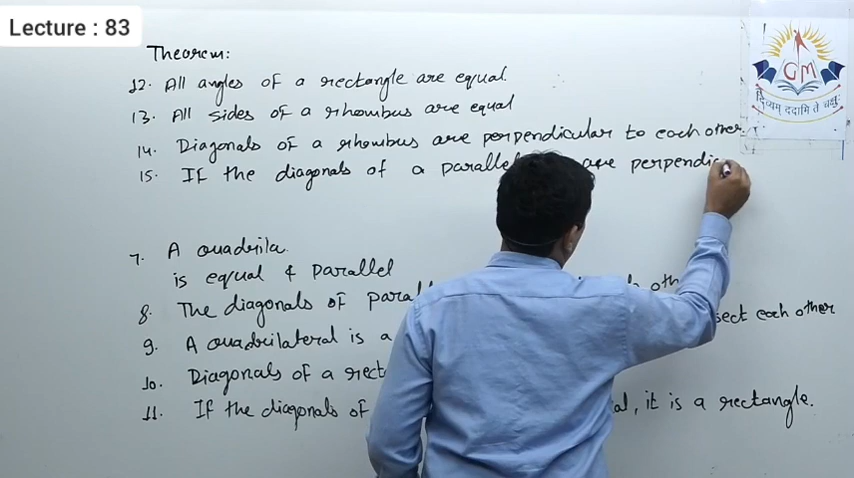 Lecture : 83
Theorem:
12. All angles of a rectangle are equal.
13. All sides of a rhombus are equal
14. Diagonals of a rhombus are perpendicular to each other.
15. If the diagonals of a parallel are perpendic
7. A quadrila
is equal & parallel
8. The diagonals of paral oth
9. A quadrilateral is a sect each other
10. Diagonals of a rect
11. If the diagonals of al, it is a rectangle.
GM
दिव्यम् ददामि ते चक्षुः